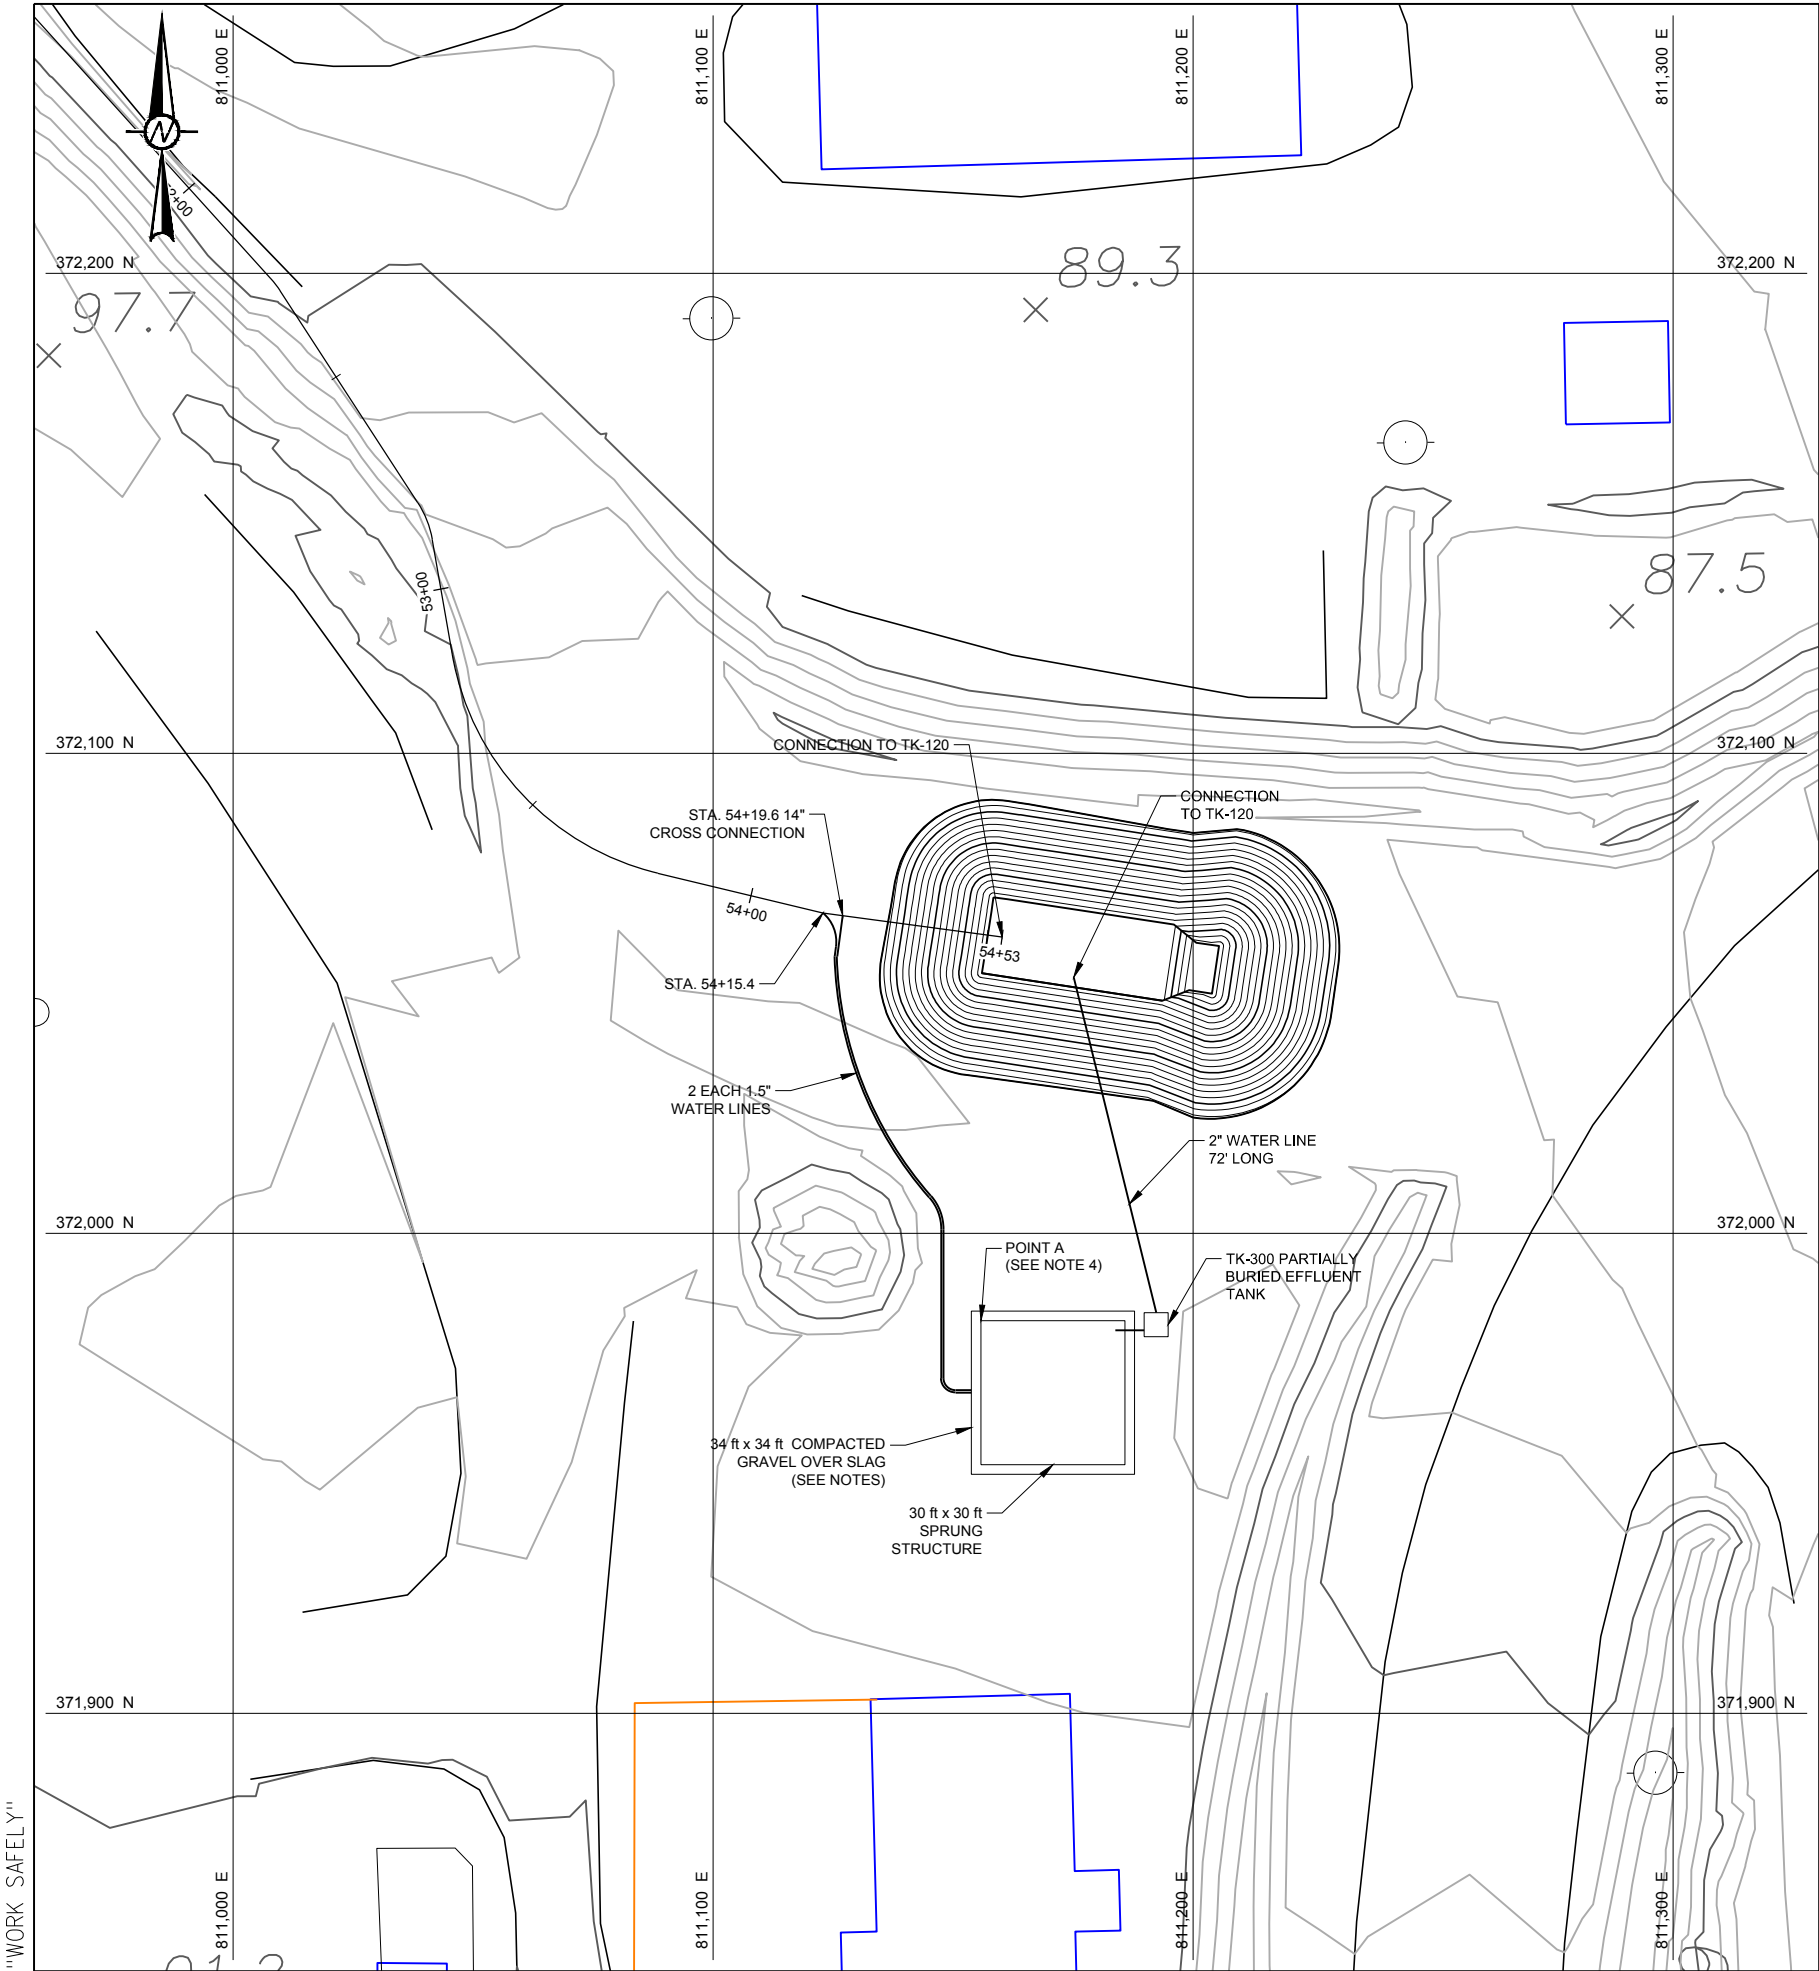 811,000 E
811,100 E
811,200 E
811,300 E
N
372,200 N
372,200 N
89.3
97.7
87.5
53+00
372,100 N
372,100 N
CONNECTION TO TK-120
CONNECTION
TO TK-120
STA. 54+19.6 14"
CROSS CONNECTION
54+00
54+53
STA. 54+15.4
2 EACH 1.5"
WATER LINES
2" WATER LINE
72' LONG
372,000 N
372,000 N
POINT A
(SEE NOTE 4)
TK-300 PARTIALLY
BURIED EFFLUENT
TANK
34 ft x 34 ft COMPACTED
GRAVEL OVER SLAG
(SEE NOTES)
30 ft x 30 ft
SPRUNG
STRUCTURE
371,900 N
371,900 N
811,000 E
811,100 E
811,200 E
811,300 E
"WORK SAFELY"